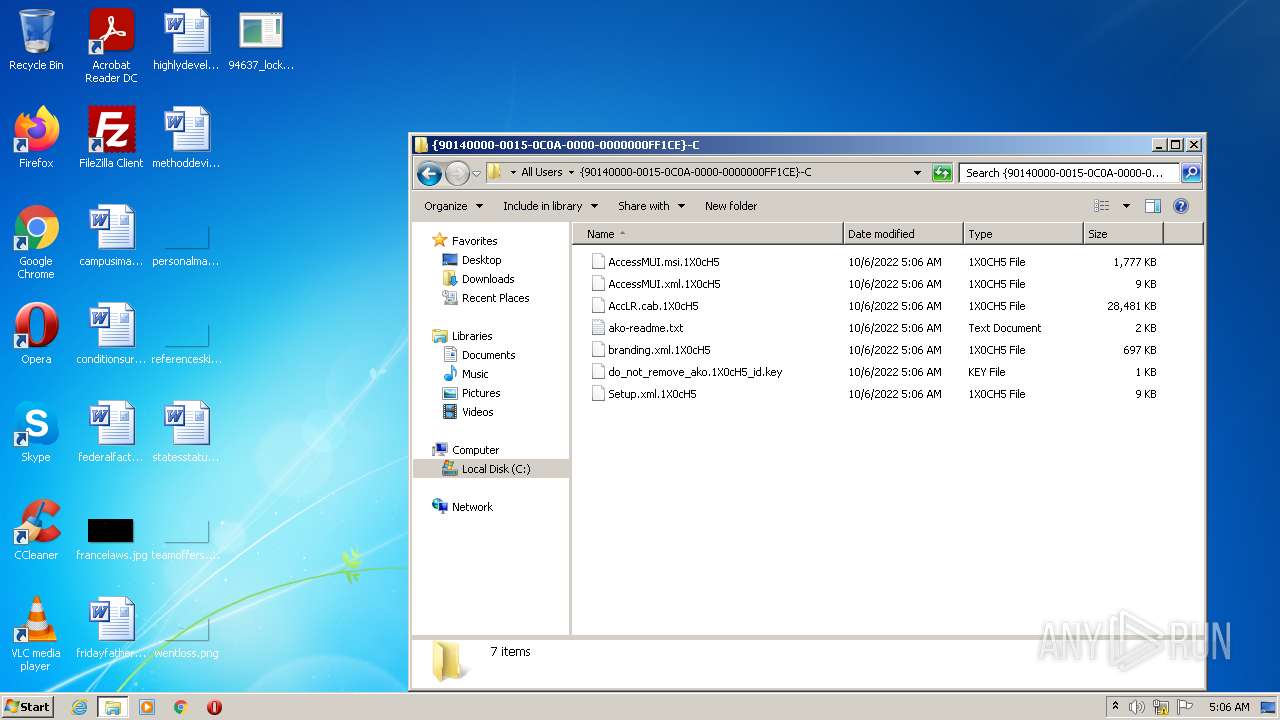 Recycle Bin
Acrobat
Reader DC
highlydevel...
94637_lock...
Firefox
FileZilla Client
methoddevi...
Google
Chrome
campusima...
personalma...
Opera
conditionsur...
referenceski...
Skype
federalfact...
statesstatu...
CCleaner
francelaws.jpg
teamoffers....
VLC media
player
fridayfather...
wentloss.png
{90140000-0015-0C0A-0000-0000000FF1CE}-C
All Users
{90140000-0015-0C0A-0000-0000000FF1CE}-C
Search {90140000-0015-0C0A-0000-0...
Organize
Include in library
Share with
New folder
Favorites
Desktop
Downloads
Recent Places
Libraries
Documents
Music
Pictures
Videos
Computer
Local Disk (C:)
Network
Name
Date modified
Type
Size
AccessMUI.msi.1X0cH5
10/6/2022 5:06 AM
1X0CH5 File
1,777 KB
AccessMUI.xml.1X0cH5
10/6/2022 5:06 AM
1X0CH5 File
KB
AccLR.cab.1X0cH5
10/6/2022 5:06 AM
1X0CH5 File
28,481 KB
ako-readme.txt
10/6/2022 5:06 AM
Text Document
KB
branding.xml.1X0cH5
10/6/2022 5:06 AM
1X0CH5 File
697 KB
do_not_remove_ako.1X0cH5_id.key
10/6/2022 5:06 AM
KEY File
1 KB
Setup.xml.1X0cH5
10/6/2022 5:06 AM
1X0CH5 File
9 KB
7 items
ANY RUN
Start
5:06 AM